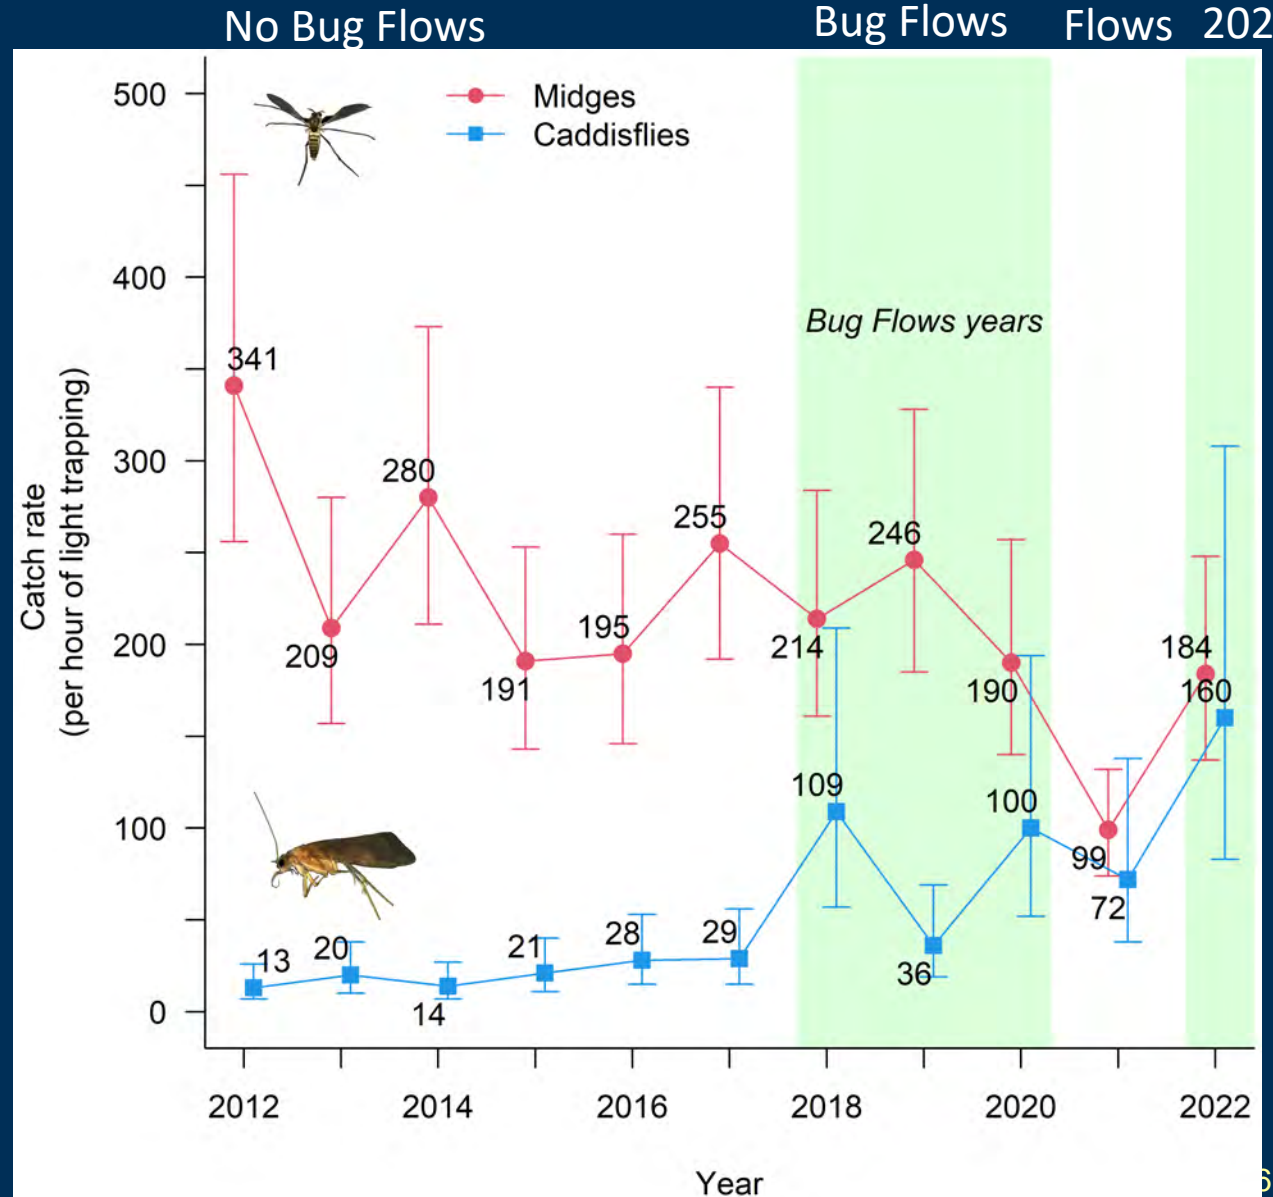 No Bug Flows
Bug Flows
Flows 202
500
400
300
200
100
0
Catch rate
(per hour of light trapping)
Midges
Caddisflies
Bug Flows years
341
209
280
191
195
255
214
246
190
99
184
13
20
14
21
28
29
109
36
100
72
160
2012 2014 2016 2018 2020 2022
Year
6